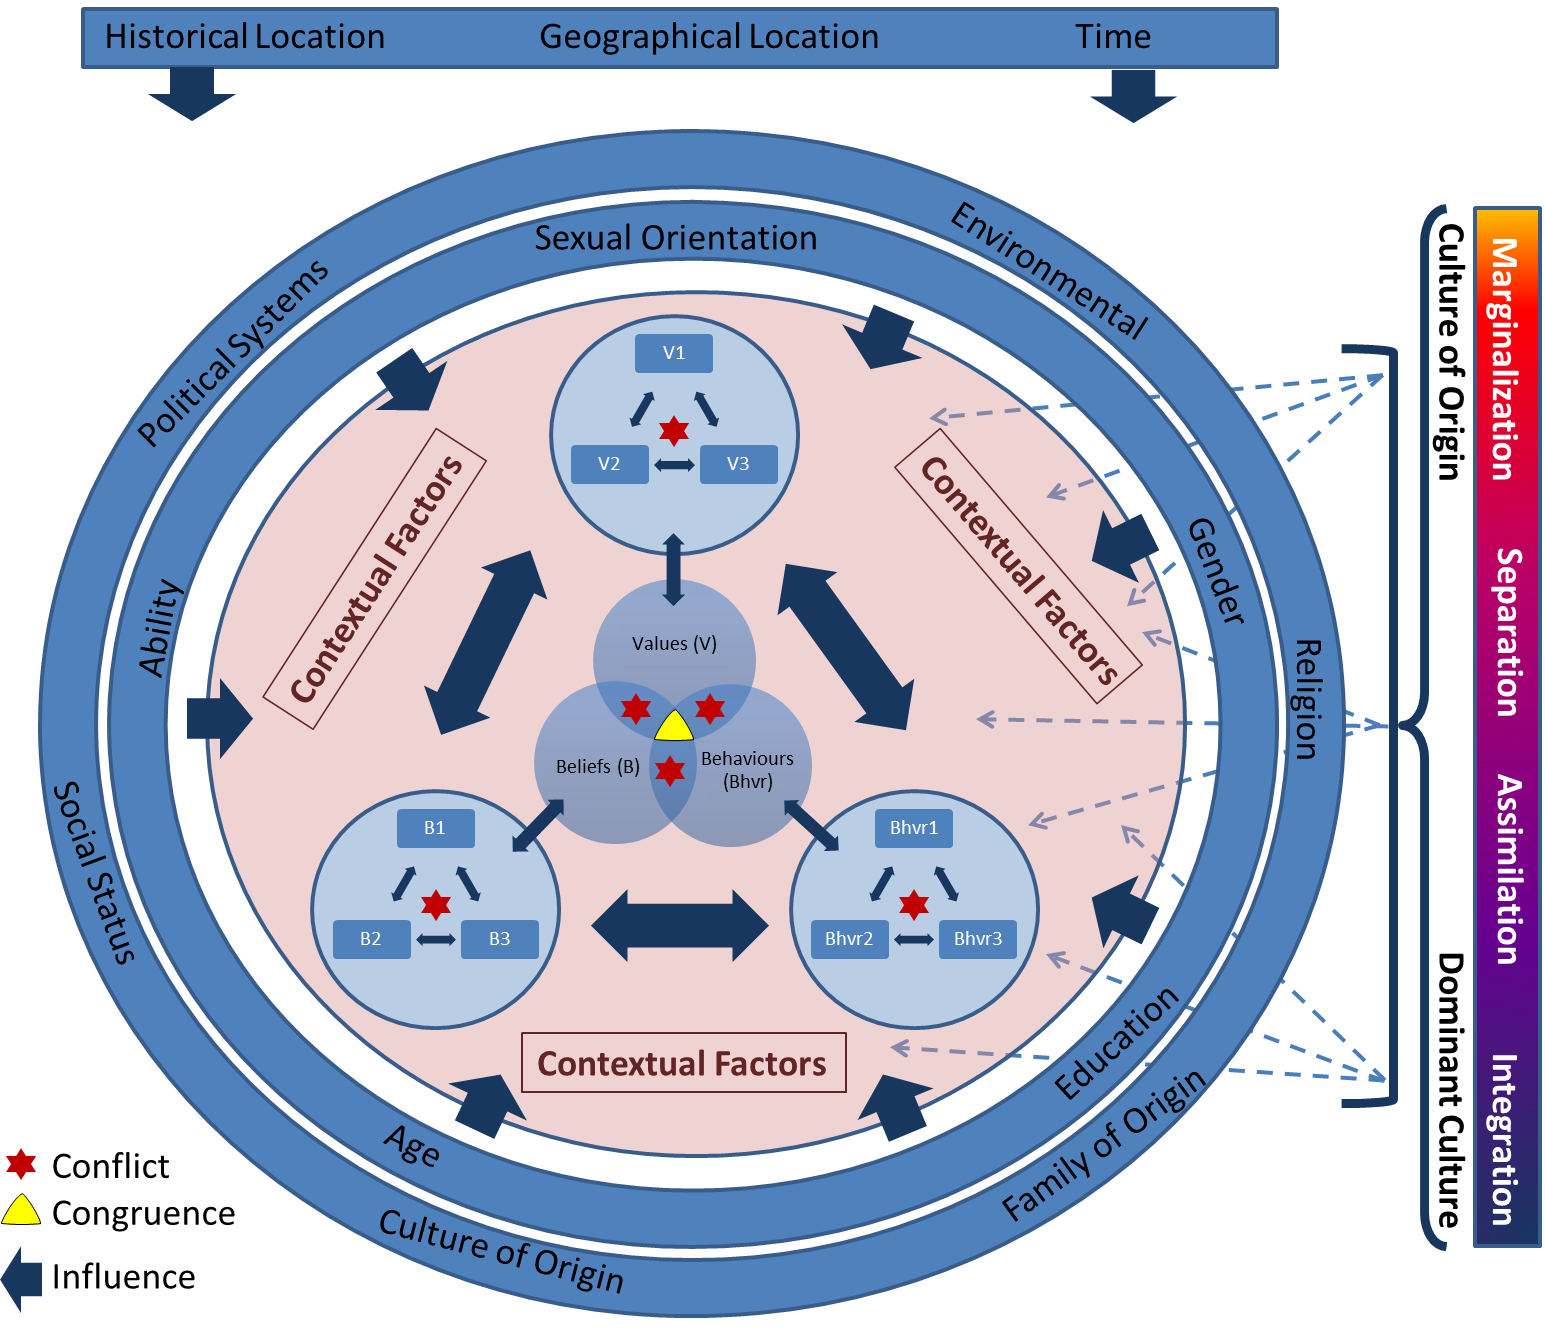 Historical Location
Geographical Location
Time
Environmental
Sexual Orientation
Political Systems
Culture of Origin
Marginalization
V1
V2
V3
Contextual Factors
Contextual Factors
Gender
Ability
Separation
Values (V)
Religion
Beliefs (B)
Behaviours
(Bhvr)
Social Status
Assimilation
B1
B2
B3
Bhvr1
Bhvr2
Bhvr3
Dominant Culture
Education
Contextual Factors
Integration
Age
Family of Origin
Culture of Origin
Conflict
Congruence
Influence